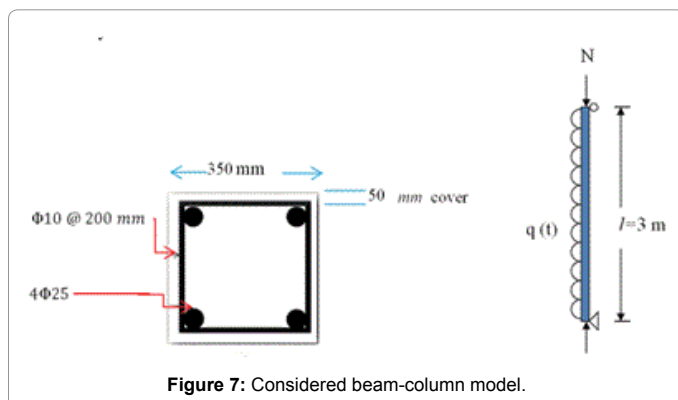 350 mm
50 mm cover
Φ10 @ 200 mm
4Φ25
N
q (t)
l=3 m
Figure 7: Considered beam-column model.